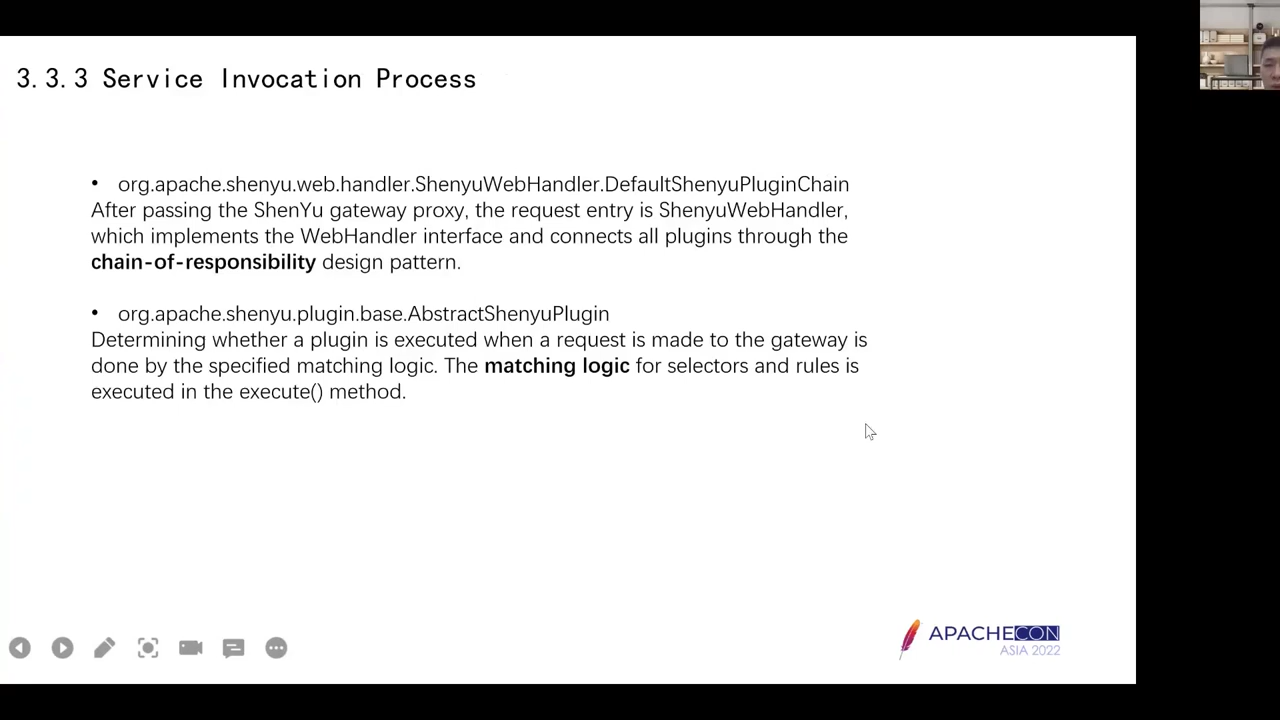 3.3.3 Service Invocation Process
• org.apache.shenyu.web.handler.ShenyuWebHandler.DefaultShenyuPluginChain
After passing the ShenYu gateway proxy, the request entry is ShenyuWebHandler,
which implements the WebHandler interface and connects all plugins through the
chain-of-responsibility design pattern.
• org.apache.shenyu.plugin.base.AbstractShenyuPlugin
Determining whether a plugin is executed when a request is made to the gateway is
done by the specified matching logic. The matching logic for selectors and rules is
executed in the execute() method.
APACHECON
ASIA 2022